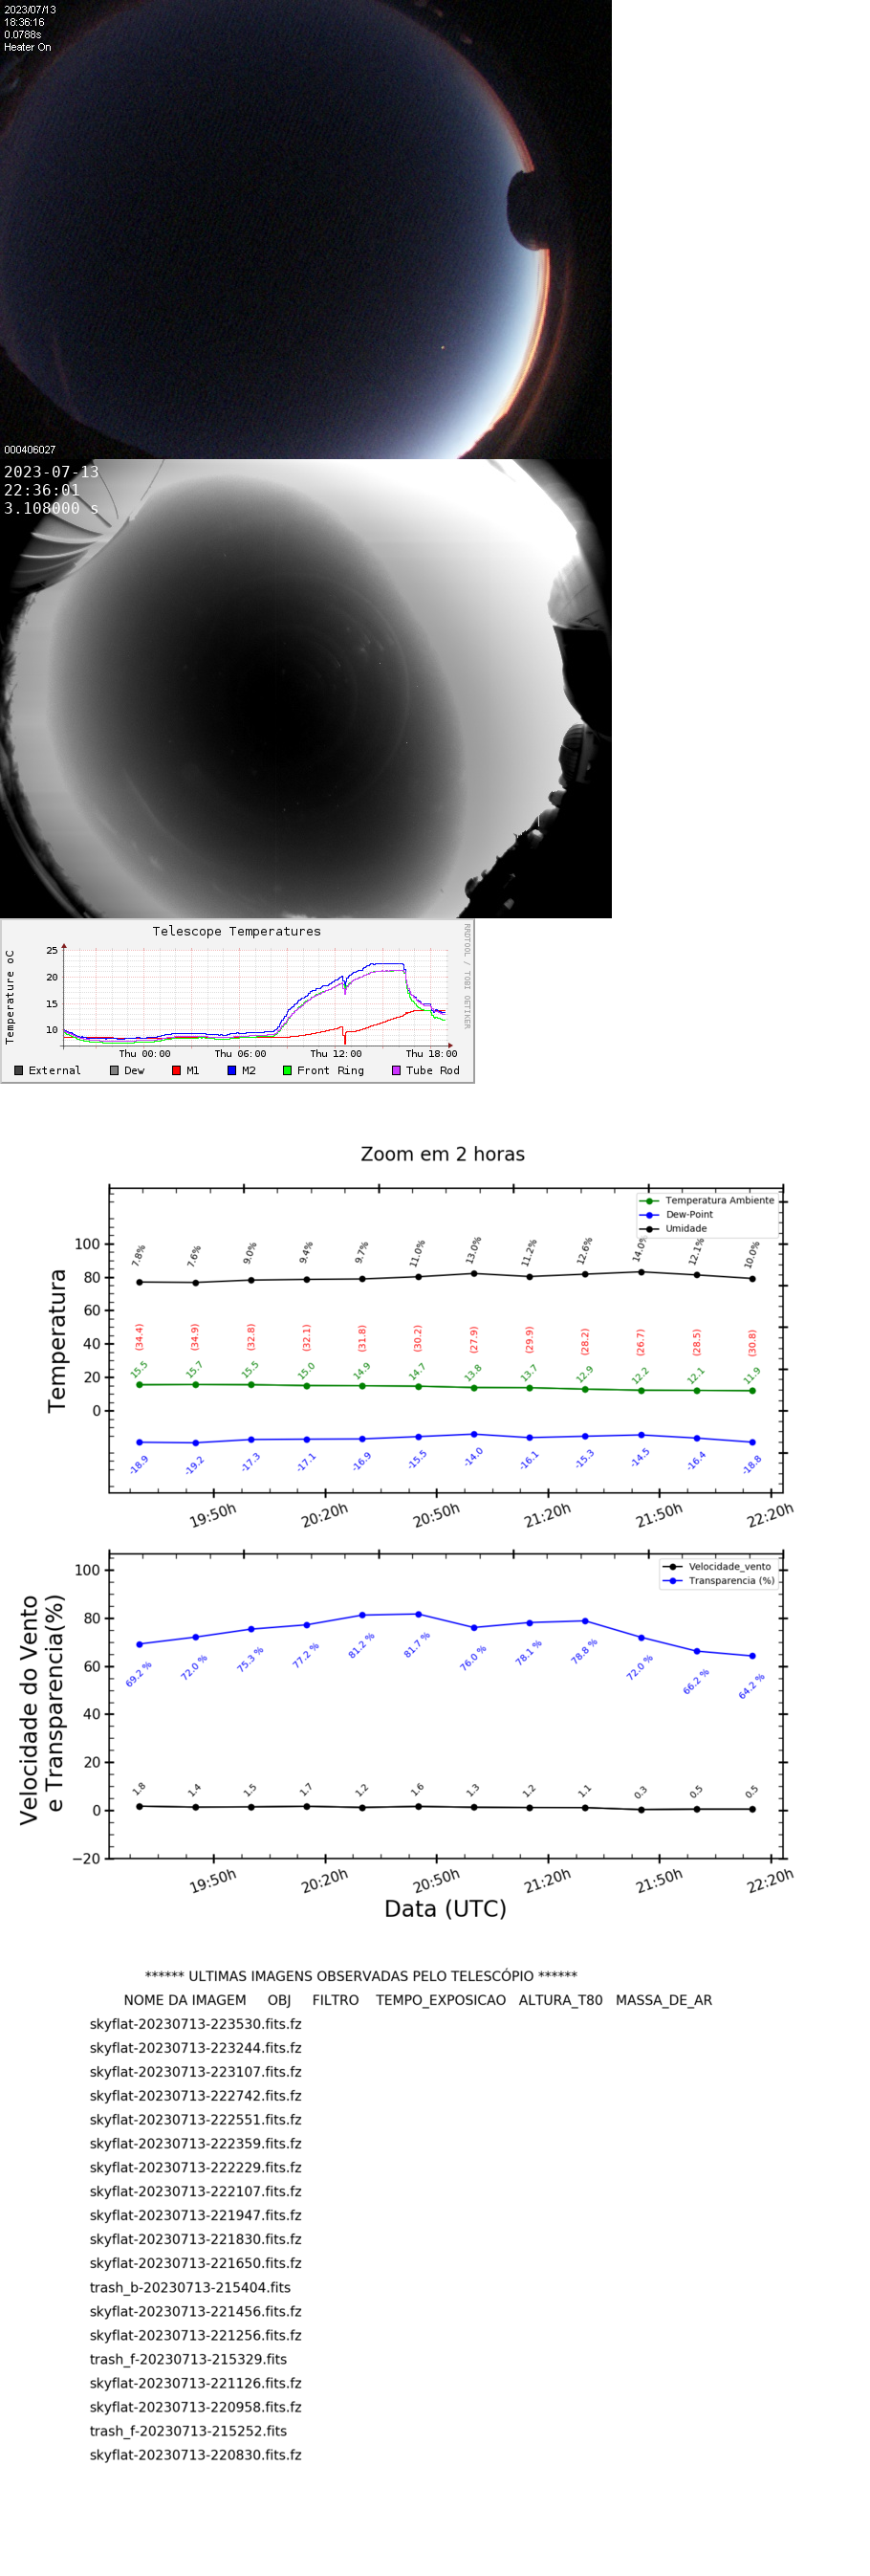 2023/07/13
18:36:16
0.0788s
Heater On
000406027
2023-07-13
22:36:01
3.108000 s
Telescope Temperatures
RRDTOOL / TOBI OETIKER
Temperature oC
25
20
15
10
Thu 00:00 Thu 06:00 Thu 12:00 Thu 18:00
External Dew M1 M2 Front Ring Tube Rod
Zoom em 2 horas
Temperatura Ambiente
Dew-Point
Umidade
Temperatura
100
80
60
40
20
0
7.8% 7.6% 9.0% 9.4% 9.7% 11.0% 13.0% 11.2% 12.6% 14.0% 12.1% 10.0%
(34.4) (34.9) (32.8) (32.1) (31.8) (30.2) (27.9) (29.9) (28.2) (26.7) (28.5) (30.8)
15.5 15.7 15.5 15.0 14.9 14.7 13.8 13.7 12.9 12.2 12.1 11.9
-18.9 -19.2 -17.3 -17.1 -16.9 -15.5 -14.0 -16.1 -15.3 -14.5 -16.4 -18.8
19:50h 20:20h 20:50h 21:20h 21:50h 22:20h
Velocidade_vento
Transparencia (%)
Velocidade do Vento
e Transparencia(%)
100
80
60
40
20
0
−20
69.2 % 72.0 % 75.3 % 77.2 % 81.2 % 81.7 % 76.0 % 78.1 % 78.8 % 72.0 % 66.2 % 64.2 %
1.8 1.4 1.5 1.7 1.2 1.6 1.3 1.2 1.1 0.3 0.5 0.5
19:50h 20:20h 20:50h 21:20h 21:50h 22:20h
Data (UTC)
****** ULTIMAS IMAGENS OBSERVADAS PELO TELESCÓPIO ******
NOME DA IMAGEM OBJ FILTRO TEMPO_EXPOSICAO ALTURA_T80 MASSA_DE_AR
skyflat-20230713-223530.fits.fz
skyflat-20230713-223244.fits.fz
skyflat-20230713-223107.fits.fz
skyflat-20230713-222742.fits.fz
skyflat-20230713-222551.fits.fz
skyflat-20230713-222359.fits.fz
skyflat-20230713-222229.fits.fz
skyflat-20230713-222107.fits.fz
skyflat-20230713-221947.fits.fz
skyflat-20230713-221830.fits.fz
skyflat-20230713-221650.fits.fz
trash_b-20230713-215404.fits
skyflat-20230713-221456.fits.fz
skyflat-20230713-221256.fits.fz
trash_f-20230713-215329.fits
skyflat-20230713-221126.fits.fz
skyflat-20230713-220958.fits.fz
trash_f-20230713-215252.fits
skyflat-20230713-220830.fits.fz